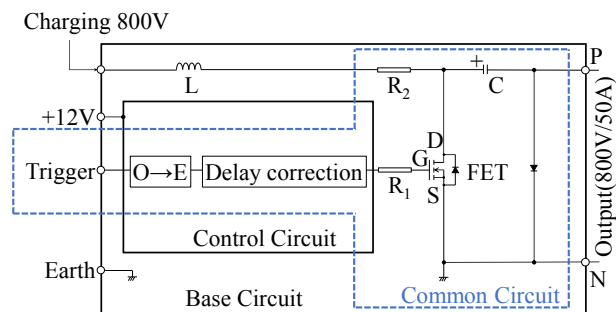 Charging 800V
P
L
R2
+
C
+12V
D
G
Trigger
O→E
Delay correction
R1
S
FET
Control Circuit
Output(800V/50A)
Earth
N
Base Circuit
Common Circuit